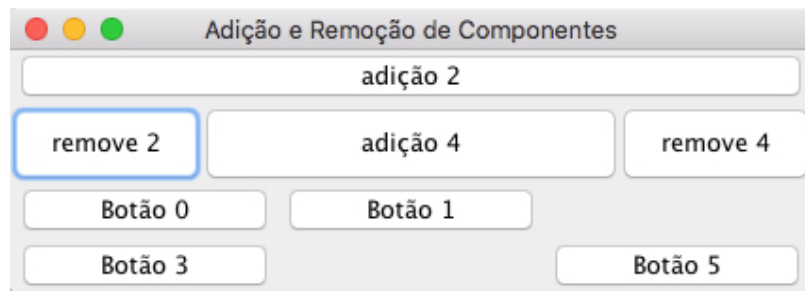 Adição e Remoção de Componentes
adição 2
remove 2 adição 4 remove 4
Botão 0 Botão 1
Botão 3 Botão 5